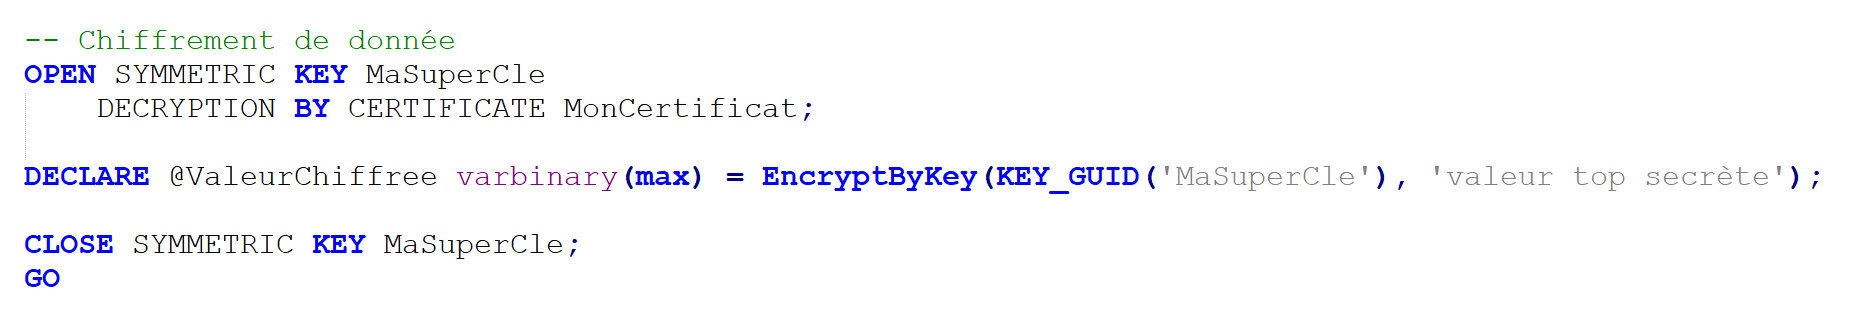 -- Chiffrement de donnée
OPEN SYMMETRIC KEY MaSuperCle
DECRYPTION BY CERTIFICATE MonCertificat;
DECLARE @ValeurChiffree varbinary(max) = EncryptByKey(KEY_GUID('MaSuperCle'), 'valeur top secrète');
CLOSE SYMMETRIC KEY MaSuperCle;
GO